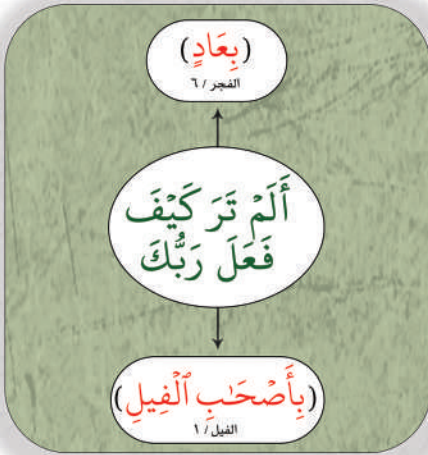 (بِعَادٍ)
الفجر / ٦
أَلَمۡ تَرَ كَيۡفَ
فَعَلَ رَبُّكَ
(بِأَصۡحَٰبِ ٱلۡفِيلِ)
الفيل / ١